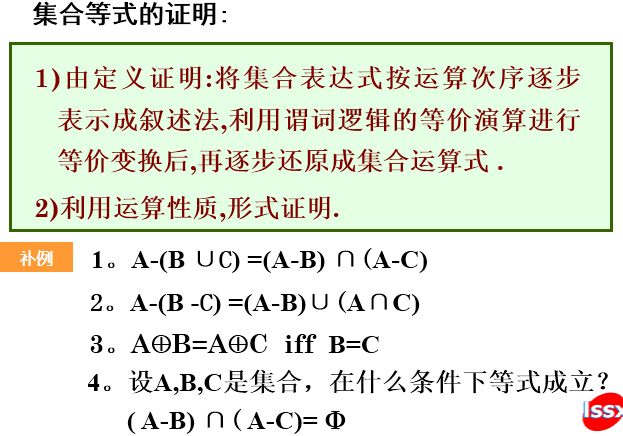 集合等式的证明:
1)由定义证明:将集合表达式按运算次序逐步
表示成叙述法,利用谓词逻辑的等价演算进行
等价变换后,再逐步还原成集合运算式 .
2)利用运算性质,形式证明.
补例
1。A-(B ∪C) =(A-B) ∩(A-C)
2。A-(B -C) =(A-B)∪(A∩C)
3。A⊕B=A⊕C iff B=C
4。设A,B,C是集合，在什么条件下等式成立?
( A-B) ∩( A-C)= Φ
lssx